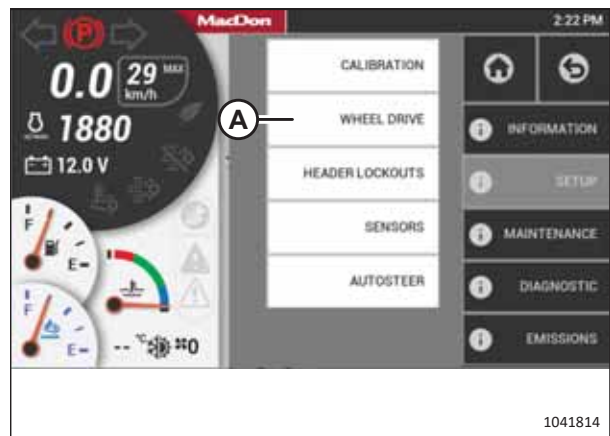 MacDon
2:22 PM
P
0.0 29 MAX
km/h
1880
12.0 V
A
CALIBRATION
WHEEL DRIVE
HEADER LOCKOUTS
SENSORS
AUTOSTEER
INFORMATION
SETUP
MAINTENANCE
DIAGNOSTIC
EMISSIONS
F
E
F
E
-- °C
0
1041814